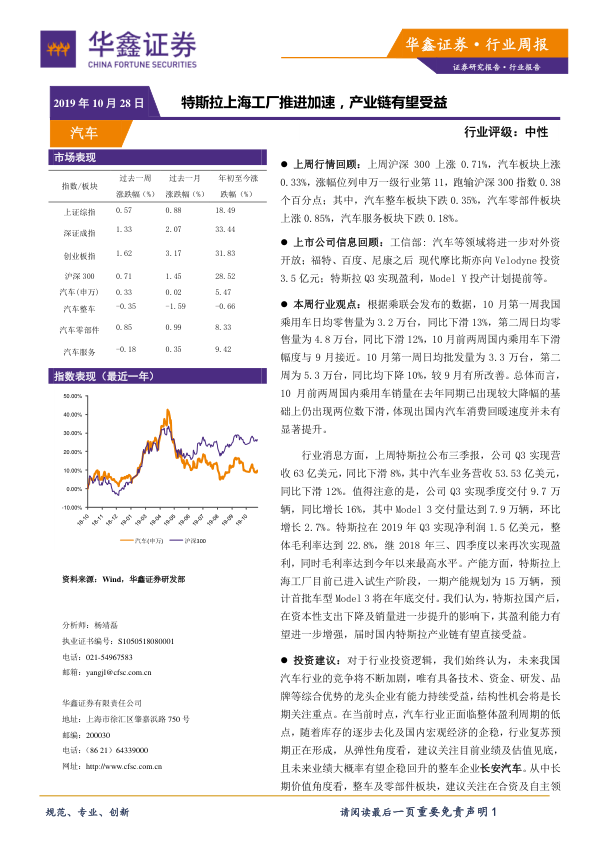 华鑫证券
CHINA FORTUNE SECURITIES
华鑫证券·行业周报
证券研究报告·行业报告
2019 年 10 月 28 日
特斯拉上海工厂推进加速，产业链有望受益
汽车
行业评级：中性
市场表现
指数/板块 过去一周涨跌幅（%） 过去一月涨跌幅（%） 年初至今涨跌幅（%）
上证综指 0.57 0.88 18.49
深证成指 1.33 2.07 33.44
创业板指 1.62 3.17 31.83
沪深 300 0.71 1.45 28.52
汽车(申万) 0.33 0.02 5.47
汽车整车 -0.35 -1.59 -0.66
汽车零部件 0.85 0.99 8.33
汽车服务 -0.18 0.35 9.42
指数表现（最近一年）
50.00%
40.00%
30.00%
20.00%
10.00%
0.00%
-10.00%
18-10 18-11 18-12 19-01 19-02 19-03 19-04 19-05 19-06 19-07 19-08 19-09 19-10
汽车(申万) 沪深300
资料来源：Wind，华鑫证券研发部
分析师：杨靖磊
执业证书编号：S1050518080001
电话：021-54967583
邮箱：yangjl@cfsc.com.cn
华鑫证券有限责任公司
地址：上海市徐汇区肇嘉浜路 750 号
邮编：200030
电话：（86 21）64339000
网址：http://www.cfsc.com.cn
● 上周行情回顾：上周沪深 300 上涨 0.71%，汽车板块上涨
0.33%，涨幅位列申万一级行业第 11，跑输沪深 300 指数 0.38
个百分点；其中，汽车整车板块下跌 0.35%，汽车零部件板块
上涨 0.85%，汽车服务板块下跌 0.18%。
● 上市公司信息回顾：工信部：汽车等领域将进一步对外资
开放；福特、百度、尼康之后 现代摩比斯亦向 Velodyne 投资
3.5 亿元；特斯拉 Q3 实现盈利，Model Y 投产计划提前等。
● 本周行业观点：根据乘联会发布的数据，10 月第一周我国
乘用车日均零售量为 3.2 万台，同比下滑 13%，第二周日均零
售量为 4.8 万台，同比下滑 12%，10 月前两周国内乘用车下滑
幅度与 9 月接近。10 月第一周日均批发量为 3.3 万台，第二
周为 5.3 万台，同比均下降 10%，较 9 月有所改善。总体而言，
10 月前两周国内乘用车销量在去年同期已出现较大降幅的基
础上仍出现两位数下滑，体现出国内汽车消费回暖速度并未有
显著提升。
行业消息方面，上周特斯拉公布三季报，公司 Q3 实现营
收 63 亿美元，同比下滑 8%，其中汽车业务营收 53.53 亿美元，
同比下滑 12%。值得注意的是，公司 Q3 实现季度交付 9.7 万
辆，同比增长 16%，其中 Model 3 交付量达到 7.9 万辆，环比
增长 2.7%。特斯拉在 2019 年 Q3 实现净利润 1.5 亿美元，整
体毛利率达到 22.8%，继 2018 年三、四季度以来再次实现盈
利，同时毛利率达到今年以来最高水平。产能方面，特斯拉上
海工厂目前已进入试生产阶段，一期产能规划为 15 万辆，预
计首批车型 Model 3 将在年底交付。我们认为，特斯拉国产后，
在资本性支出下降及销量进一步提升的影响下，其盈利能力有
望进一步增强，届时国内特斯拉产业链有望直接受益。
● 投资建议：对于行业投资逻辑，我们始终认为，未来我国
汽车行业的竞争将不断加剧，唯有具备技术、资金、研发、品
牌等综合优势的龙头企业有能力持续受益，结构性机会将是长
期关注重点。在当前时点，汽车行业正面临整体盈利周期的低
点，随着库存的逐步去化及国内宏观经济的企稳，行业复苏预
期正在形成，从弹性角度看，建议关注目前业绩及估值见底，
且未来业绩大概率有望企稳回升的整车企业长安汽车。从中长
期价值角度看，整车及零部件板块，建议关注在合资及自主领
规范、专业、创新
请阅读最后一页重要免责声明 1